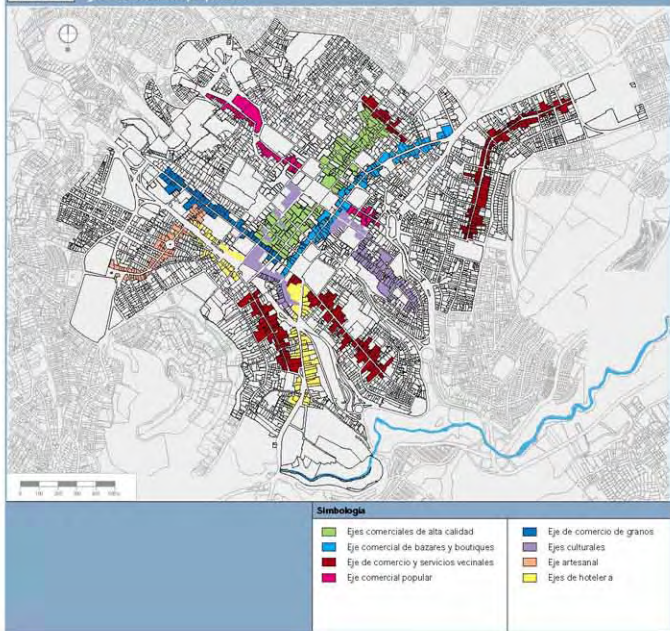 Simbología
Ejes comerciales de alta calidad
Eje comercial de bazares y boutiques
Eje de comercio y servicios vecinales
Eje comercial popular
Eje de comercio de granos
Ejes culturales
Eje artesanal
Ejes de hotelera